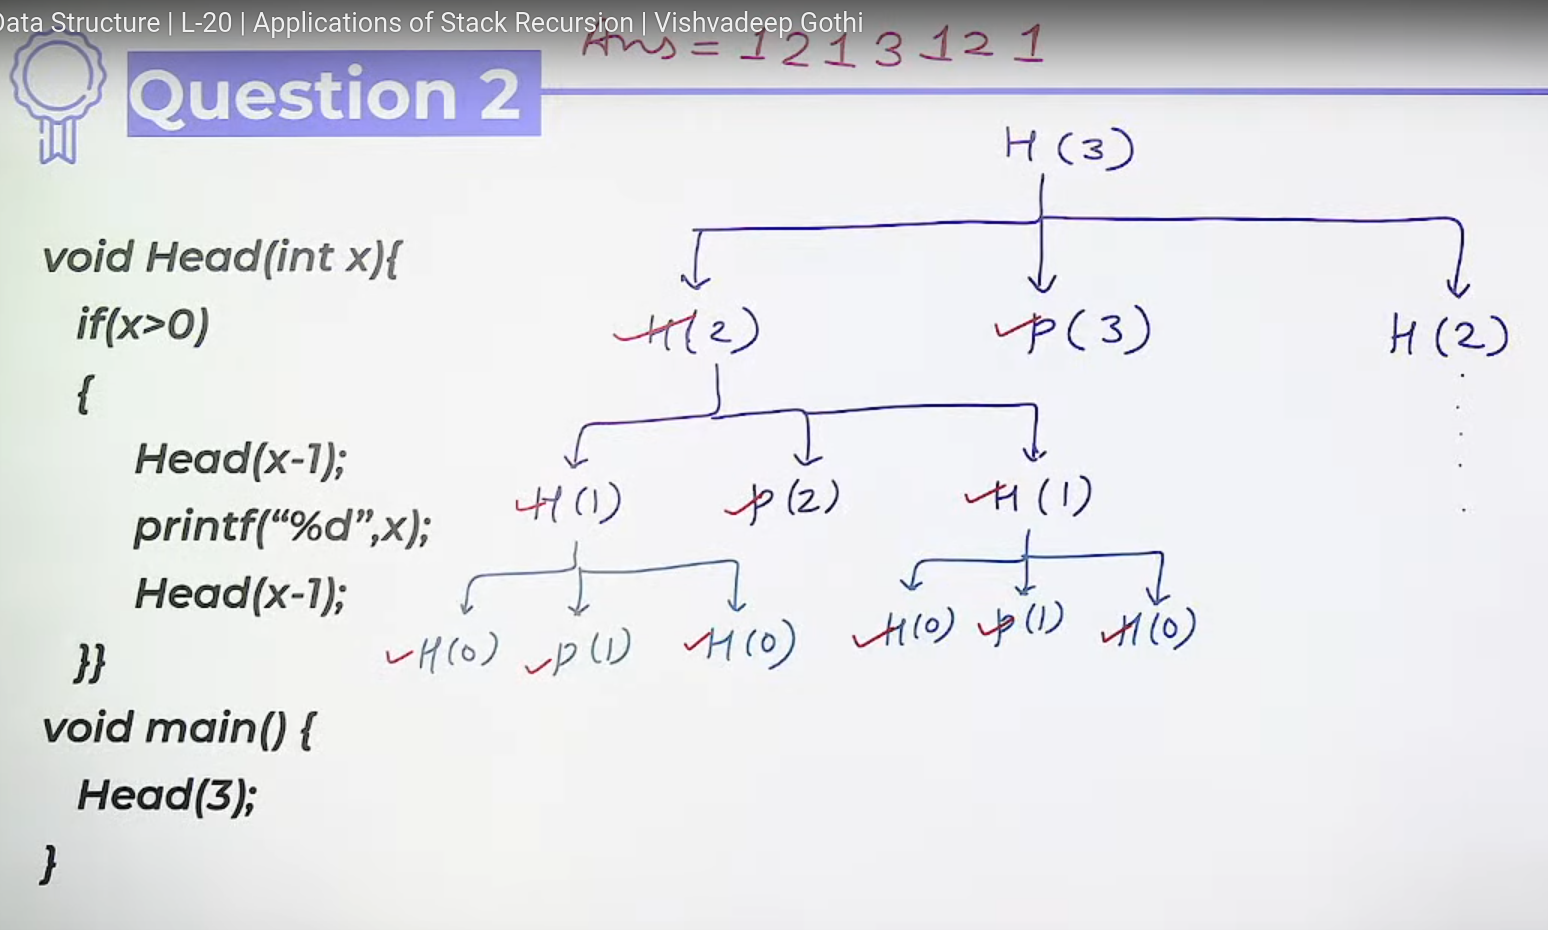 Data Structure | L-20 | Applications of Stack Recursion | Vishvadeep Gothi
Ans = 1 2 1 3 1 2 1
Question 2
void Head(int x){
if(x>0)
{
Head(x-1);
printf(“%d”,x);
Head(x-1);
}}
void main() {
Head(3);
}
H (3)
H(2) P(3) H(2)
H(1) P(2) H(1)
H(0) P(1) H(0) H(0) P(1) H(0)